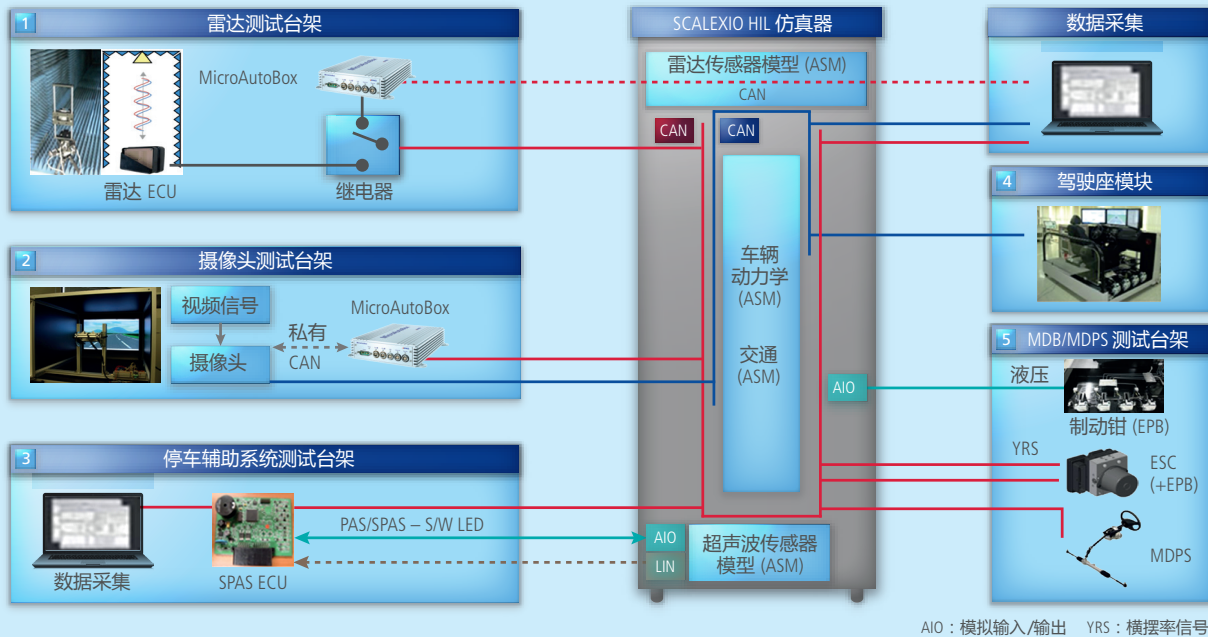 1
雷达测试台架
MicroAutoBox
雷达 ECU
继电器
2
摄像头测试台架
视频信号
摄像头
私有
CAN
MicroAutoBox
3
停车辅助系统测试台架
数据采集
SPAS ECU
PAS/SPAS – S/W LED
SCALEXIO HIL 仿真器
雷达传感器模型 (ASM)
CAN
CAN
CAN
车辆
动力学
(ASM)
交通
(ASM)
AIO
AIO
LIN
超声波传感器
模型 (ASM)
数据采集
4
驾驶座模块
5
MDB/MDPS 测试台架
液压
制动钳 (EPB)
YRS
ESC
(+EPB)
MDPS
AIO：模拟输入/输出 YRS：横摆率信号